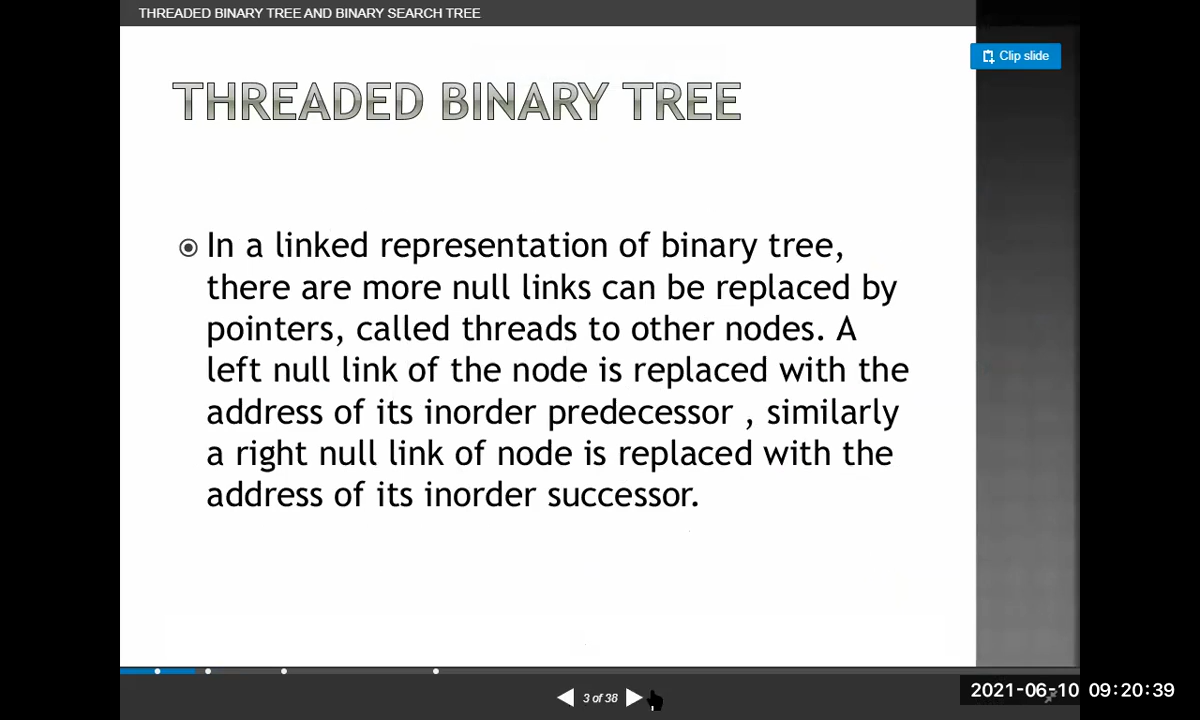 THREADED BINARY TREE AND BINARY SEARCH TREE
Clip slide
THREADED BINARY TREE
In a linked representation of binary tree,
there are more null links can be replaced by
pointers, called threads to other nodes. A
left null link of the node is replaced with the
address of its inorder predecessor , similarly
a right null link of node is replaced with the
address of its inorder successor.
3 of 38
2021-06-10 09:20:39